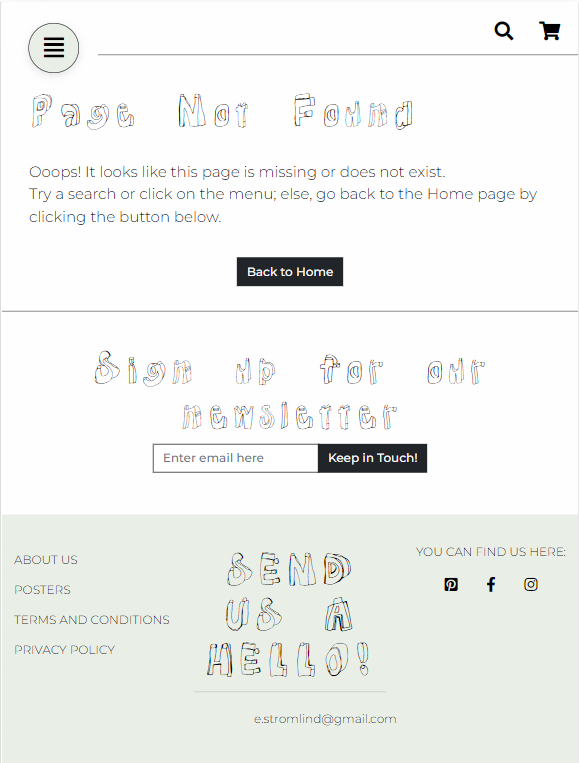 Page Not Found
Ooops! It looks like this page is missing or does not exist.
Try a search or click on the menu; else, go back to the Home page by
clicking the button below.
Back to Home
Sign up for our
newsletter
Enter email here
Keep in Touch!
ABOUT US
POSTERS
TERMS AND CONDITIONS
PRIVACY POLICY
SEND
US A
HELLO!
e.stromlind@gmail.com
YOU CAN FIND US HERE: